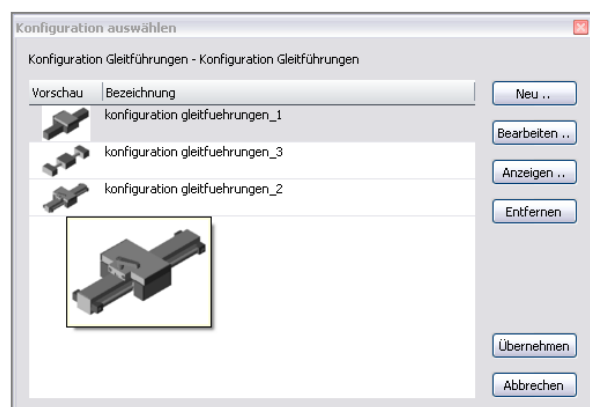 Konfiguration auswählen
Konfiguration Gleitführungen - Konfiguration Gleitführungen
Vorschau Bezeichnung
konfiguration gleitfuehrungen_1
konfiguration gleitfuehrungen_3
konfiguration gleitfuehrungen_2
Neu ..
Bearbeiten ..
Anzeigen ..
Entfernen
Übernehmen
Abbrechen